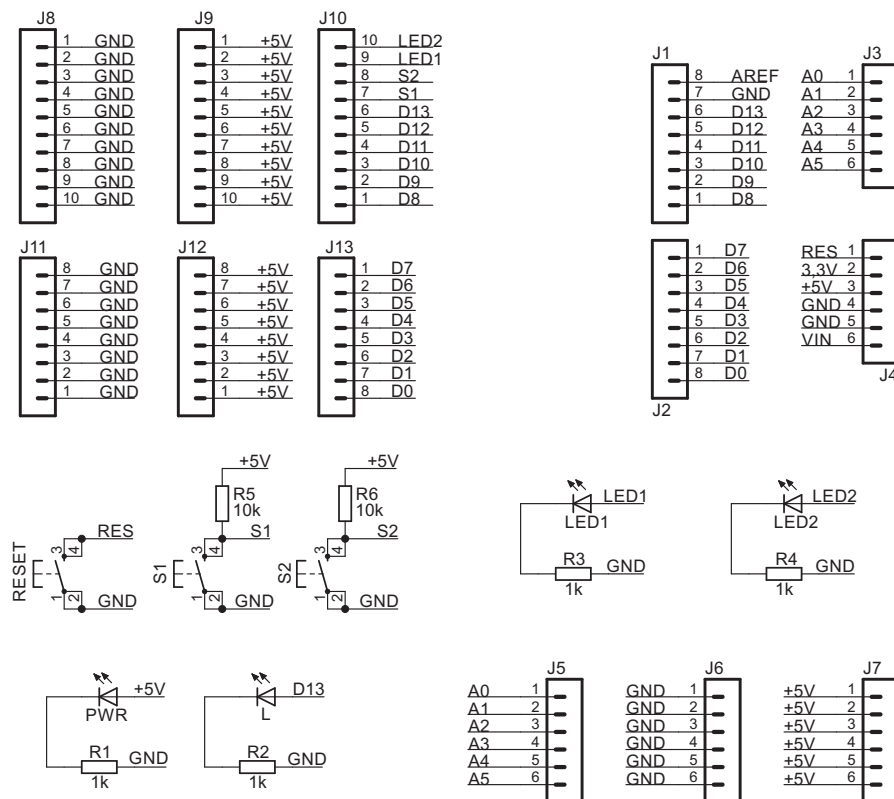 J8 J9 J10
1 GND 1 +5V 10 LED2
2 GND 2 +5V 9 LED1
3 GND 3 +5V 8 S2
4 GND 4 +5V 7 S1
5 GND 5 +5V 6 D13
6 GND 6 +5V 5 D12
7 GND 7 +5V 4 D11
8 GND 8 +5V 3 D10
9 GND 9 +5V 2 D9
10 GND 10 +5V 1 D8
J1 J3
8 AREF A0 1
7 GND A1 2
6 D13 A2 3
5 D12 A3 4
4 D11 A4 5
3 D10 A5 6
2 D9
1 D8
J11 J12 J13
8 GND 8 +5V 1 D7
7 GND 7 +5V 2 D6
6 GND 6 +5V 3 D5
5 GND 5 +5V 4 D4
4 GND 4 +5V 5 D3
3 GND 3 +5V 6 D2
2 GND 2 +5V 7 D1
1 GND 1 +5V 8 D0
1 D7 RES 1
2 D6 3,3V 2
3 D5 +5V 3
4 D4 GND 4
5 D3 GND 5
6 D2 VIN 6
7 D1
8 D0
J2 J4
RESET 3 4 RES
1 2 GND
+5V
R5
10k
S1 3 4 S1
1 2 GND
+5V
R6
10k
S2 3 4 S2
1 2 GND
LED1
LED1
R3 GND
1k
LED2
LED2
R4 GND
1k
+5V
PWR
R1 GND
1k
D13
L
R2 GND
1k
J5 J6 J7
A0 1 GND 1 +5V 1
A1 2 GND 2 +5V 2
A2 3 GND 3 +5V 3
A3 4 GND 4 +5V 4
A4 5 GND 5 +5V 5
A5 6 GND 6 +5V 6